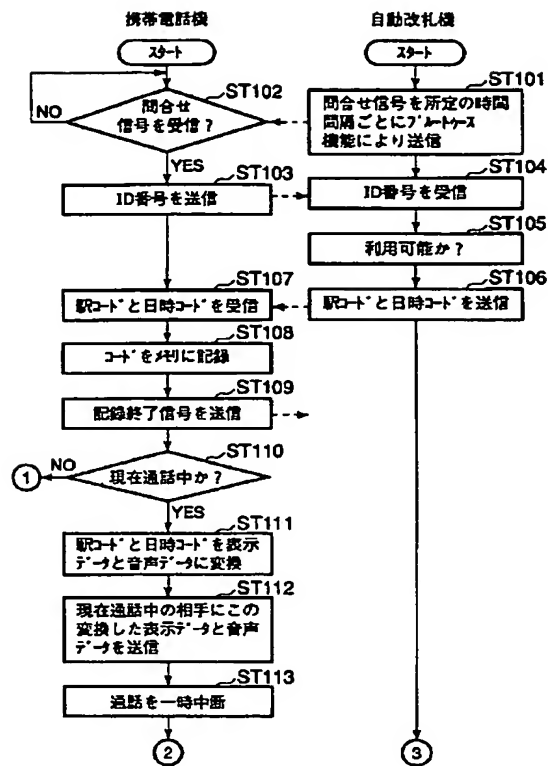 携帯電話機
自動改札機
スタート
スタート
ST101
問合せ信号を所定の時間
間隔ごとにブルートゥース
機能により送信
ST102
NO
問合せ
信号を受信？
YES
ST103
ID番号を送信
ST104
ID番号を受信
ST105
利用可能か？
ST106
駅コードと日時コードを送信
ST107
駅コードと日時コードを受信
ST108
コードをメモリに記録
ST109
記録終了信号を送信
ST110
NO
①
現在通話中か？
YES
ST111
駅コードと日時コードを表示
データと音声データに変換
ST112
現在通話中の相手にこの
変換した表示データと音声
データを送信
ST113
通話を一時中断
②
③